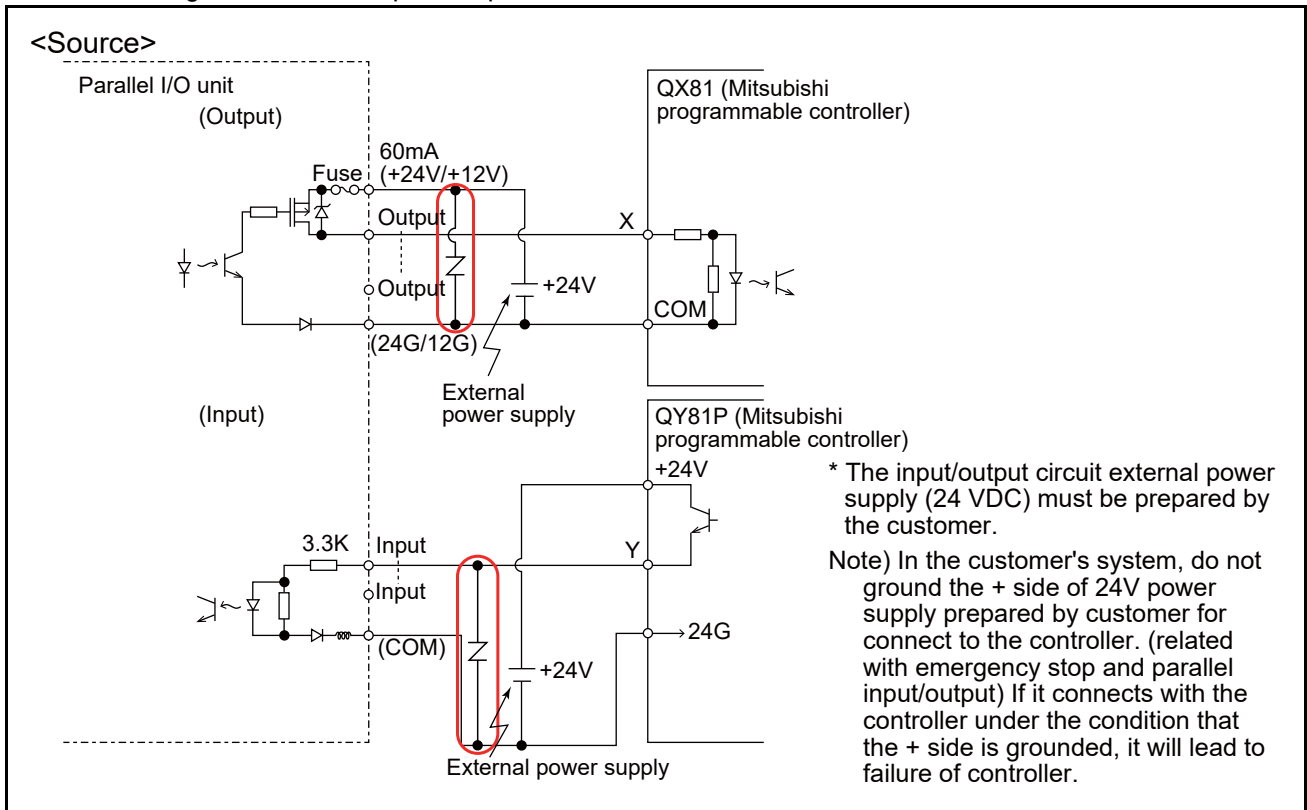 <Source>
Parallel I/O unit
(Output)
QX81 (Mitsubishi
programmable controller)
60mA
Fuse
(+24V/+12V)
Output
X
Output
+24V
COM
(24G/12G)
External
power supply
(Input)
QY81P (Mitsubishi
programmable controller)
+24V
3.3K
Input
Y
Input
24G
(COM)
+24V
External power supply
* The input/output circuit external power
supply (24 VDC) must be prepared by
the customer.
Note) In the customer's system, do not
ground the + side of 24V power
supply prepared by customer for
connect to the controller. (related
with emergency stop and parallel
input/output) If it connects with the
controller under the condition that
the + side is grounded, it will lead to
failure of controller.